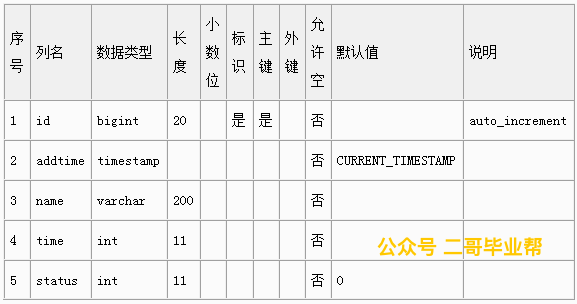 序号 列名 数据类型 长度 小数位 标识 主键 外键 允许空 默认值 说明
1 id bigint 20 是 是 否 auto_increment
2 addtime timestamp 否 CURRENT_TIMESTAMP
3 name varchar 200 否
4 time int 11 否
公众号 二哥毕业帮
5 status int 11 否 0